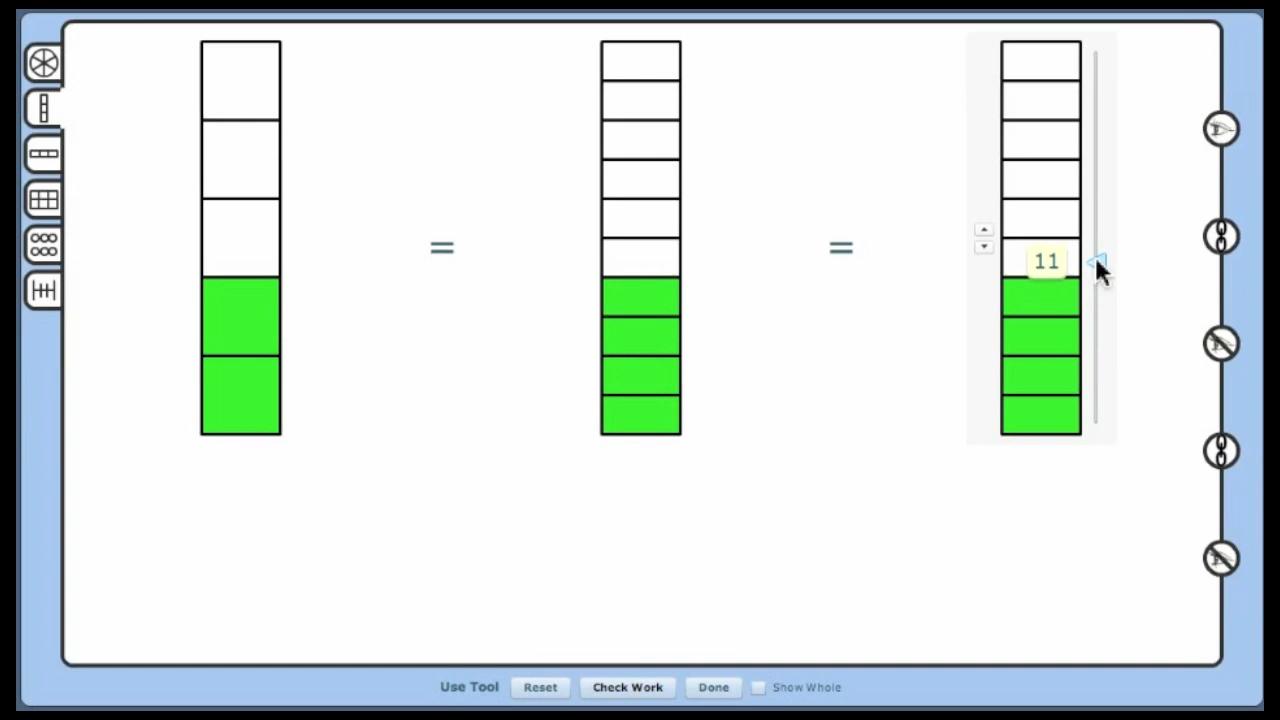 =
=
11
Use Tool Reset Check Work Done Show Whole